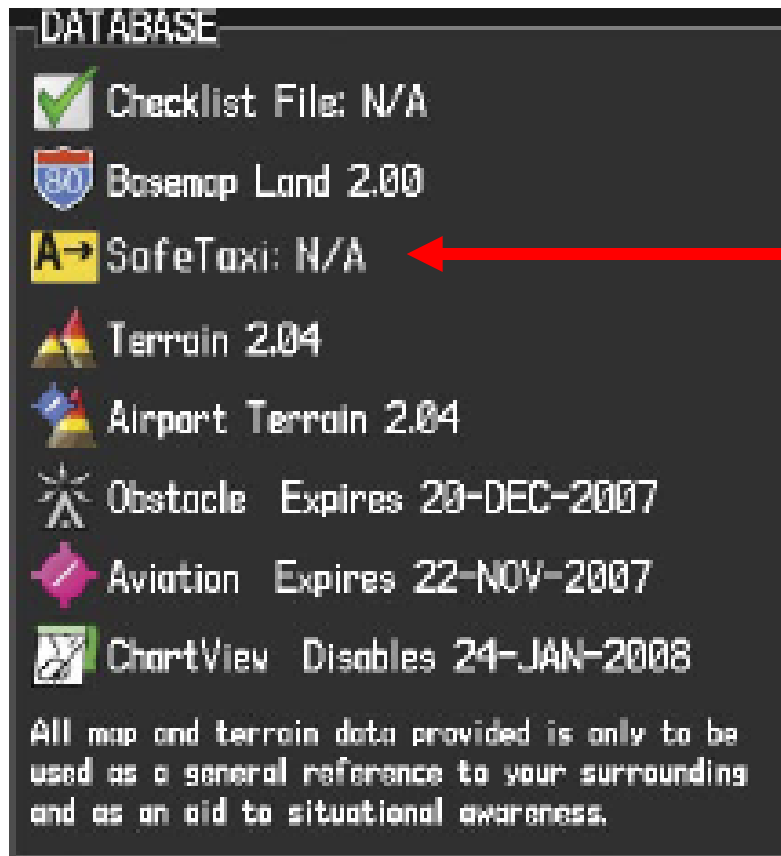 DATABASE
Checklist File: N/A
80 Basemap Land 2.00
A→ SafeTaxi: N/A
Terrain 2.04
Airport Terrain 2.04
Obstacle Expires 20-DEC-2007
Aviation Expires 22-NOV-2007
ChartView Disables 24-JAN-2008
All map and terrain data provided is only to be
used as a general reference to your surrounding
and as an aid to situational awareness.